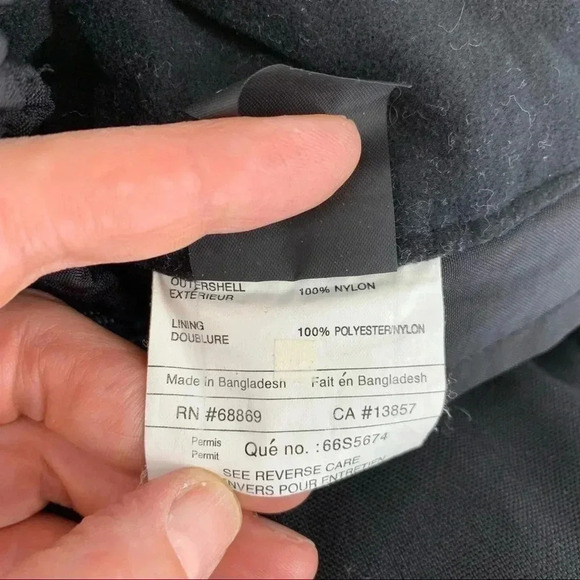 OUTERSHELL 100% NYLON
EXTÉRIEUR
LINING 100% POLYESTER/NYLON
DOUBLURE
Made in Bangladesh Fait én Bangladesh
RN #68869 CA #13857
Permis Qué no. :66S5674
Permit
SEE REVERSE CARE
ENVERS POUR ENTRETIEN